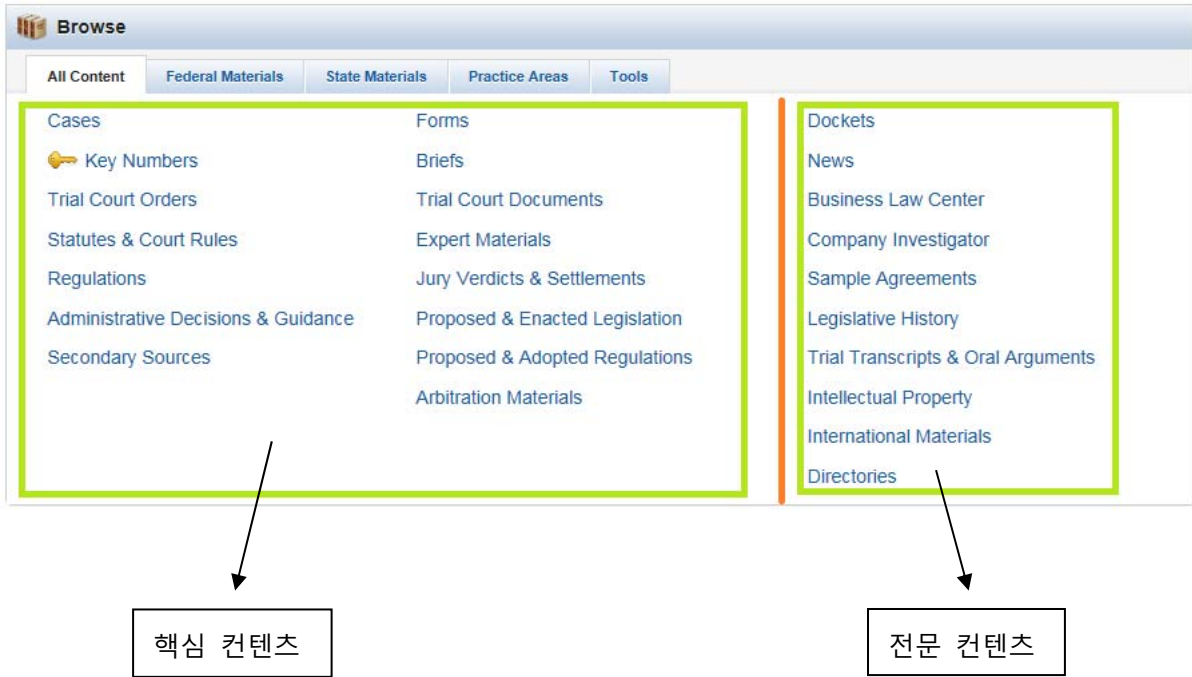 Browse
All Content
Federal Materials
State Materials
Practice Areas
Tools
Cases
Key Numbers
Trial Court Orders
Statutes & Court Rules
Regulations
Administrative Decisions & Guidance
Secondary Sources
Forms
Briefs
Trial Court Documents
Expert Materials
Jury Verdicts & Settlements
Proposed & Enacted Legislation
Proposed & Adopted Regulations
Arbitration Materials
Dockets
News
Business Law Center
Company Investigator
Sample Agreements
Legislative History
Trial Transcripts & Oral Arguments
Intellectual Property
International Materials
Directories
핵심 컨텐츠
전문 컨텐츠